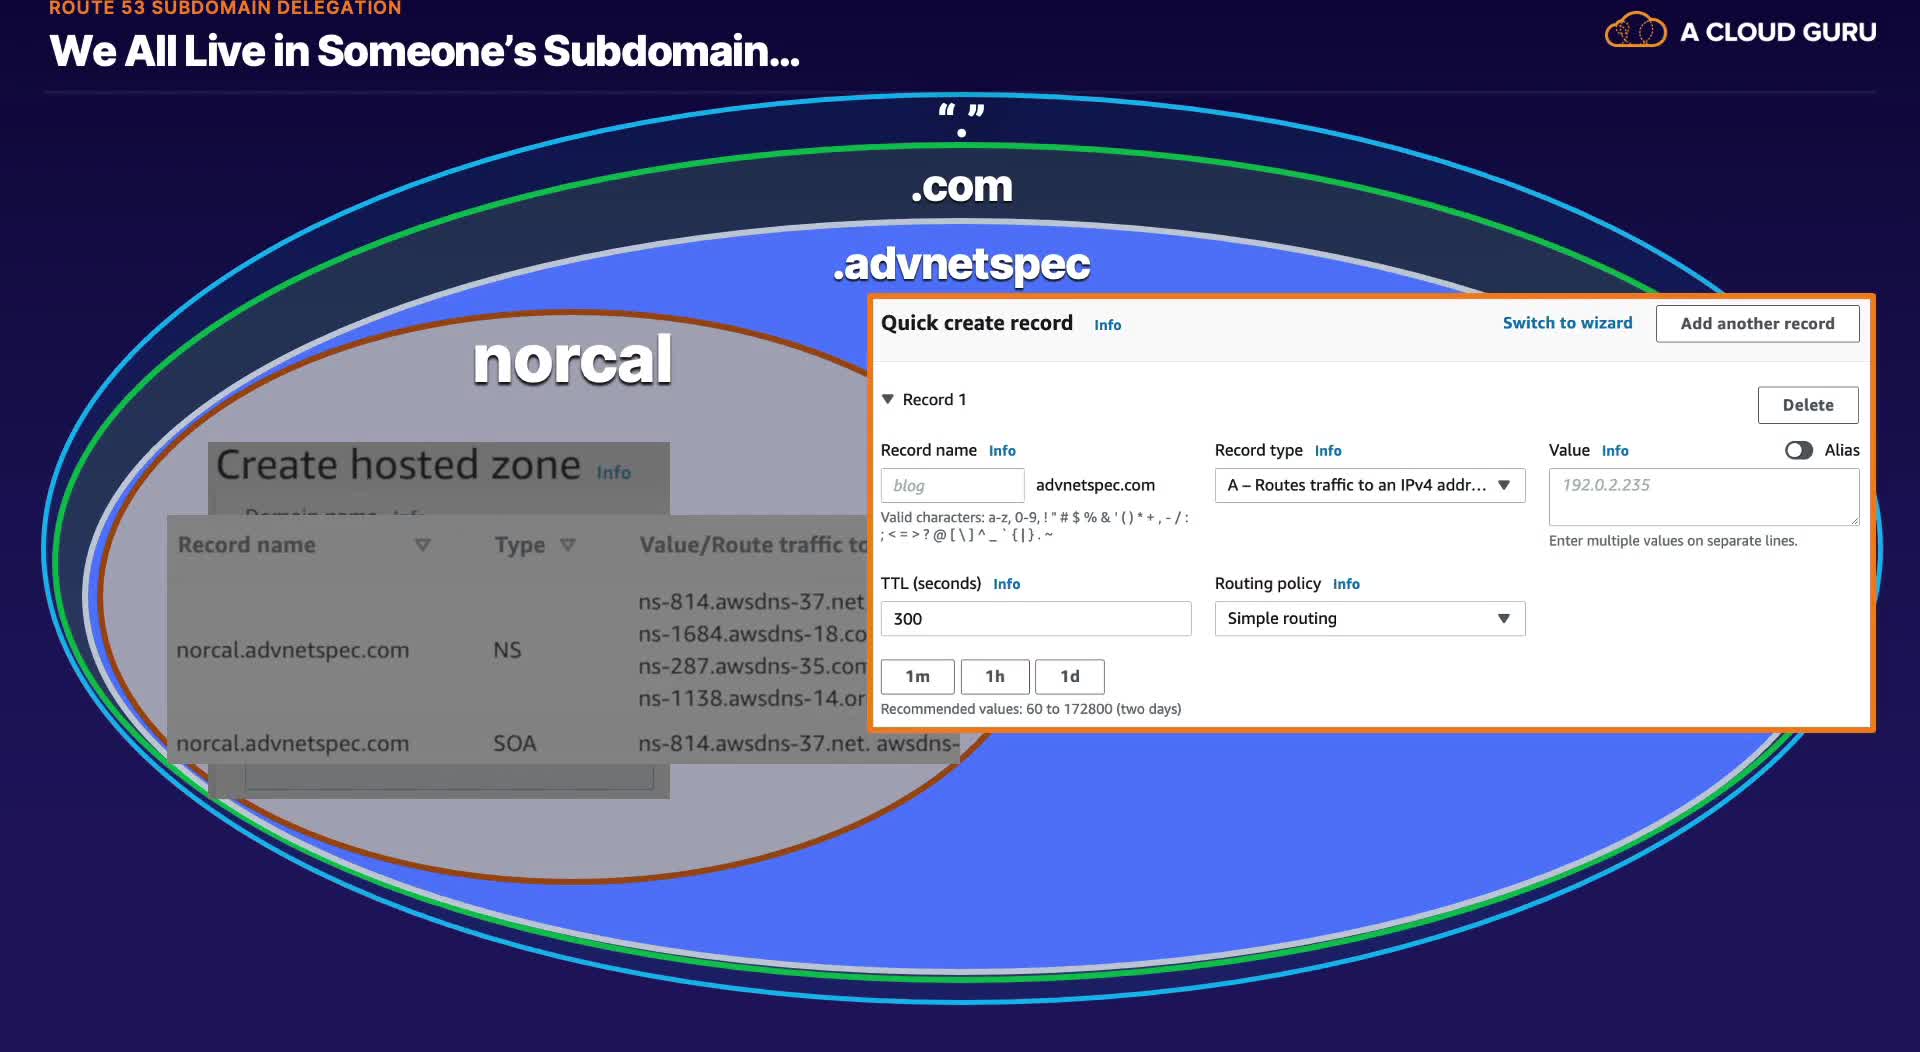 ROUTE 53 SUBDOMAIN DELEGATION
We All Live in Someone’s Subdomain...
A CLOUD GURU
“.”
.com
.advnetspec
norcal
Create hosted zone Info
Record name Type Value/Route traffic to
norcal.advnetspec.com NS
ns-814.awsdns-37.net
ns-1684.awsdns-18.co
ns-287.awsdns-35.com
ns-1138.awsdns-14.or
norcal.advnetspec.com SOA ns-814.awsdns-37.net. awsdns-
Quick create record Info
Switch to wizard
Add another record
Record 1
Delete
Record name Info
blog advnetspec.com
Valid characters: a-z, 0-9, ! " # $ % & ' ( ) * + , - / :
; < = > ? @ [ \ ] ^ _ ` { | } . ~
Record type Info
A – Routes traffic to an IPv4 addr...
Value Info
Alias
192.0.2.235
Enter multiple values on separate lines.
TTL (seconds) Info
300
1m 1h 1d
Recommended values: 60 to 172800 (two days)
Routing policy Info
Simple routing